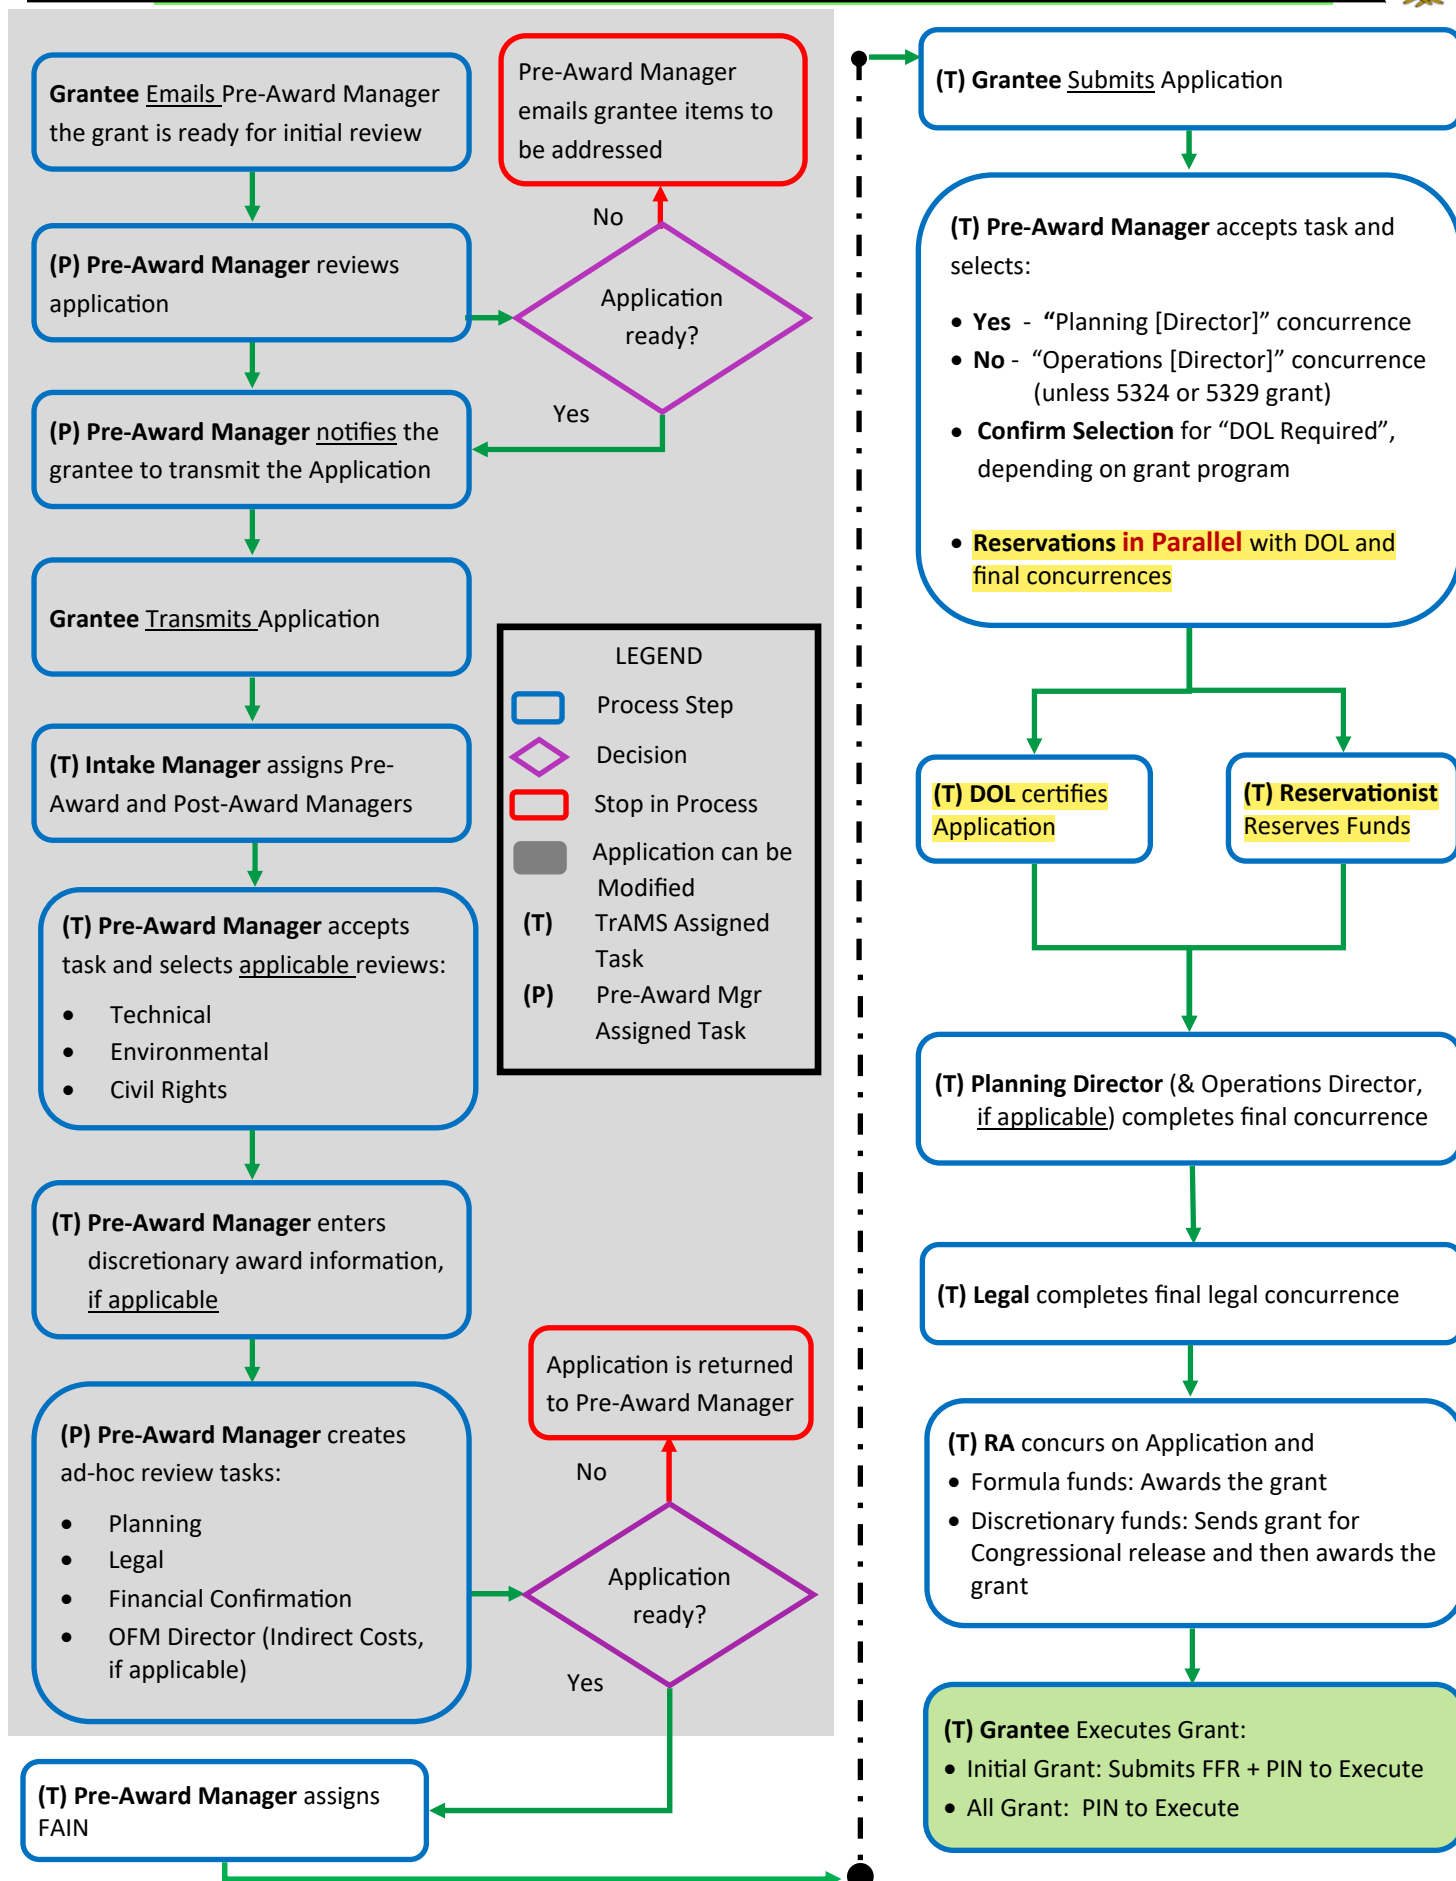 Grantee Emails Pre-Award Manager
the grant is ready for initial review
Pre-Award Manager
emails grantee items to
be addressed
No
(P) Pre-Award Manager reviews
application
Application
ready?
Yes
(P) Pre-Award Manager notifies the
grantee to transmit the Application
Grantee Transmits Application
(T) Intake Manager assigns Pre-
Award and Post-Award Managers
(T) Pre-Award Manager accepts
task and selects applicable reviews:
• Technical
• Environmental
• Civil Rights
(T) Pre-Award Manager enters
discretionary award information,
if applicable
(P) Pre-Award Manager creates
ad-hoc review tasks:
• Planning
• Legal
• Financial Confirmation
• OFM Director (Indirect Costs,
if applicable)
Application is returned
to Pre-Award Manager
No
Application
ready?
Yes
(T) Pre-Award Manager assigns
FAIN
LEGEND
Process Step
Decision
Stop in Process
Application can be
Modified
(T) TrAMS Assigned
Task
(P) Pre-Award Mgr
Assigned Task
(T) Grantee Submits Application
(T) Pre-Award Manager accepts task and
selects:
• Yes - “Planning [Director]” concurrence
• No - “Operations [Director]” concurrence
(unless 5324 or 5329 grant)
• Confirm Selection for “DOL Required”,
depending on grant program
• Reservations in Parallel with DOL and
final concurrences
(T) DOL certifies
Application
(T) Reservationist
Reserves Funds
(T) Planning Director (& Operations Director,
if applicable) completes final concurrence
(T) Legal completes final legal concurrence
(T) RA concurs on Application and
• Formula funds: Awards the grant
• Discretionary funds: Sends grant for
Congressional release and then awards the
grant
(T) Grantee Executes Grant:
• Initial Grant: Submits FFR + PIN to Execute
• All Grant: PIN to Execute